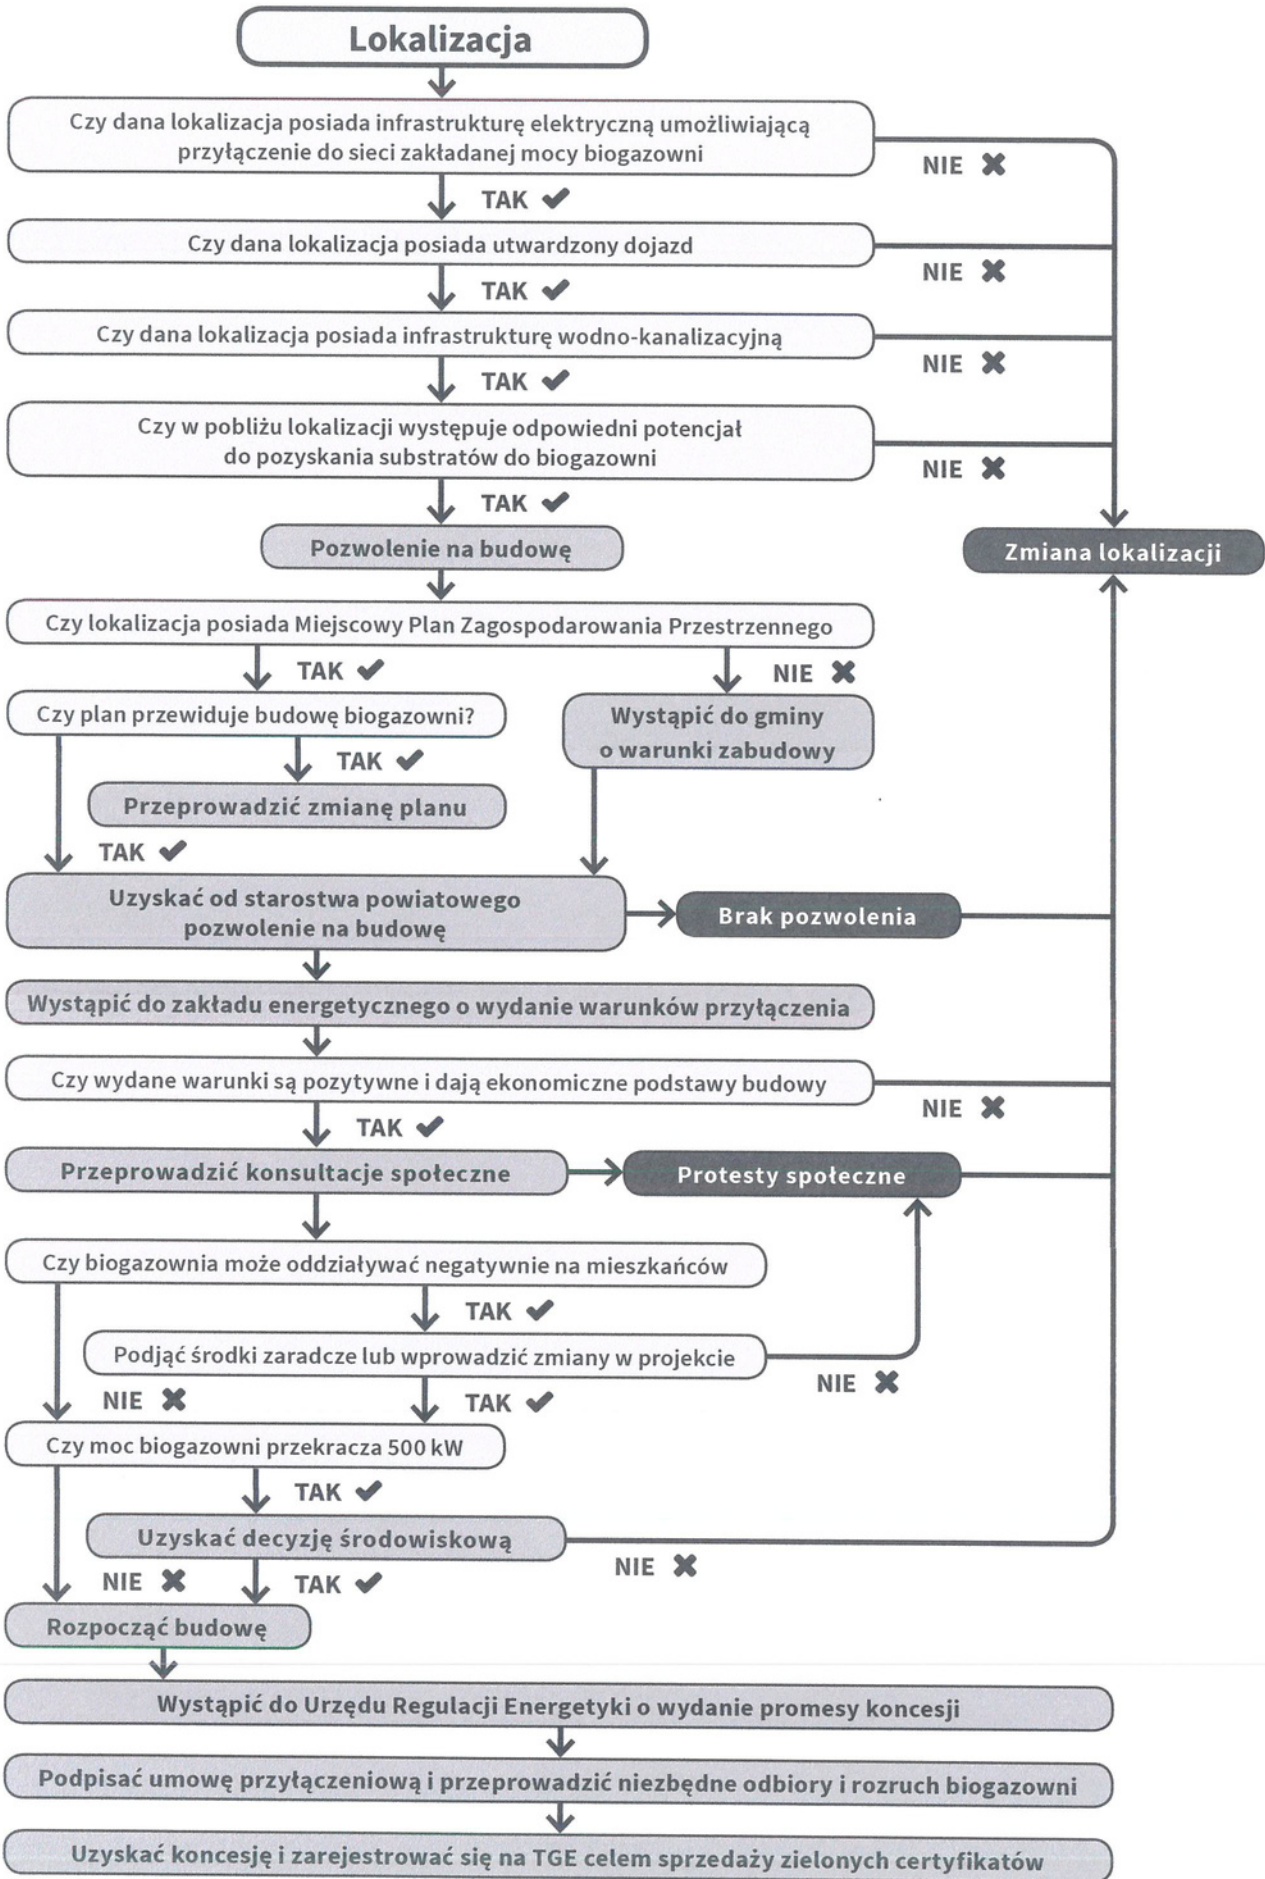 Lokalizacja
Czy dana lokalizacja posiada infrastrukturę elektryczną umożliwiającą
przyłączenie do sieci zakładanej mocy biogazowni
NIE
TAK
Czy dana lokalizacja posiada utwardzony dojazd
NIE
TAK
Czy dana lokalizacja posiada infrastrukturę wodno-kanalizacyjną
NIE
TAK
Czy w pobliżu lokalizacji występuje odpowiedni potencjał
do pozyskania substratów do biogazowni
NIE
TAK
Pozwolenie na budowę
Zmiana lokalizacji
Czy lokalizacja posiada Miejscowy Plan Zagospodarowania Przestrzennego
TAK
NIE
Czy plan przewiduje budowę biogazowni?
Wystąpić do gminy
o warunki zabudowy
TAK
Przeprowadzić zmianę planu
TAK
Uzyskać od starostwa powiatowego
pozwolenie na budowę
Brak pozwolenia
Wystąpić do zakładu energetycznego o wydanie warunków przyłączenia
Czy wydane warunki są pozytywne i dają ekonomiczne podstawy budowy
NIE
TAK
Przeprowadzić konsultacje społeczne
Protesty społeczne
Czy biogazownia może oddziaływać negatywnie na mieszkańców
TAK
Podjąć środki zaradcze lub wprowadzić zmiany w projekcie
NIE
NIE
TAK
Czy moc biogazowni przekracza 500 kW
TAK
Uzyskać decyzję środowiskową
NIE
NIE
TAK
Rozpocząć budowę
Wystąpić do Urzędu Regulacji Energetyki o wydanie promesy koncesji
Podpisać umowę przyłączeniową i przeprowadzić niezbędne odbiory i rozruch biogazowni
Uzyskać koncesję i zarejestrować się na TGE celem sprzedaży zielonych certyfikatów